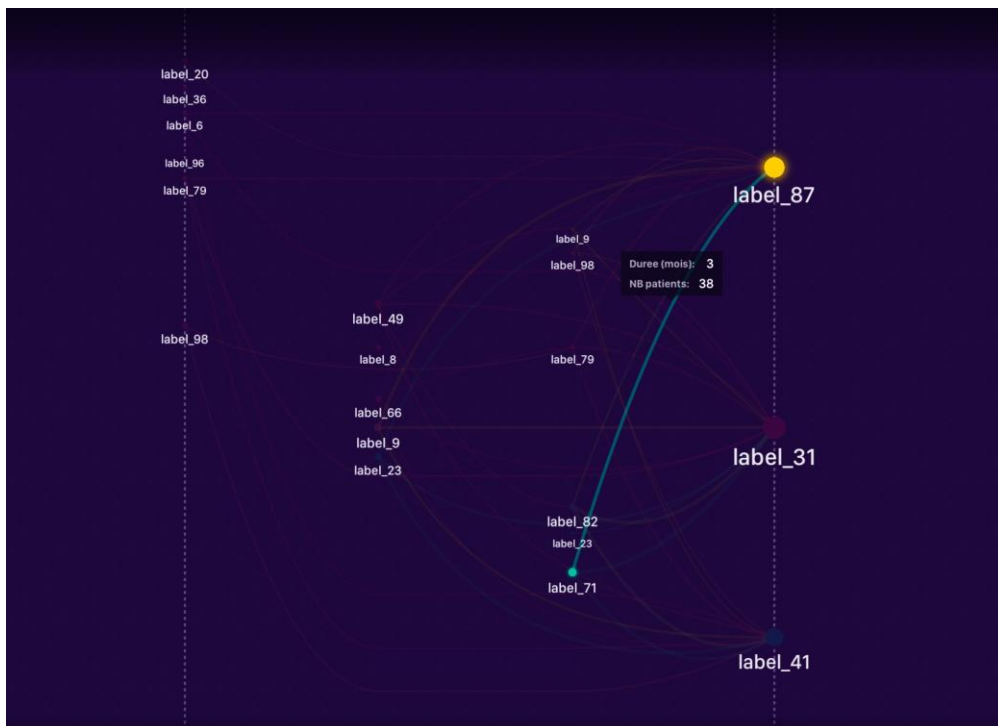 label_20
label_36
label_6
label_96
label_79
label_98
label_49
label_8
label_66
label_9
label_23
label_9
label_98
label_79
label_82
label_23
label_71
Duree (mois): 3
NB patients: 38
label_87
label_31
label_41